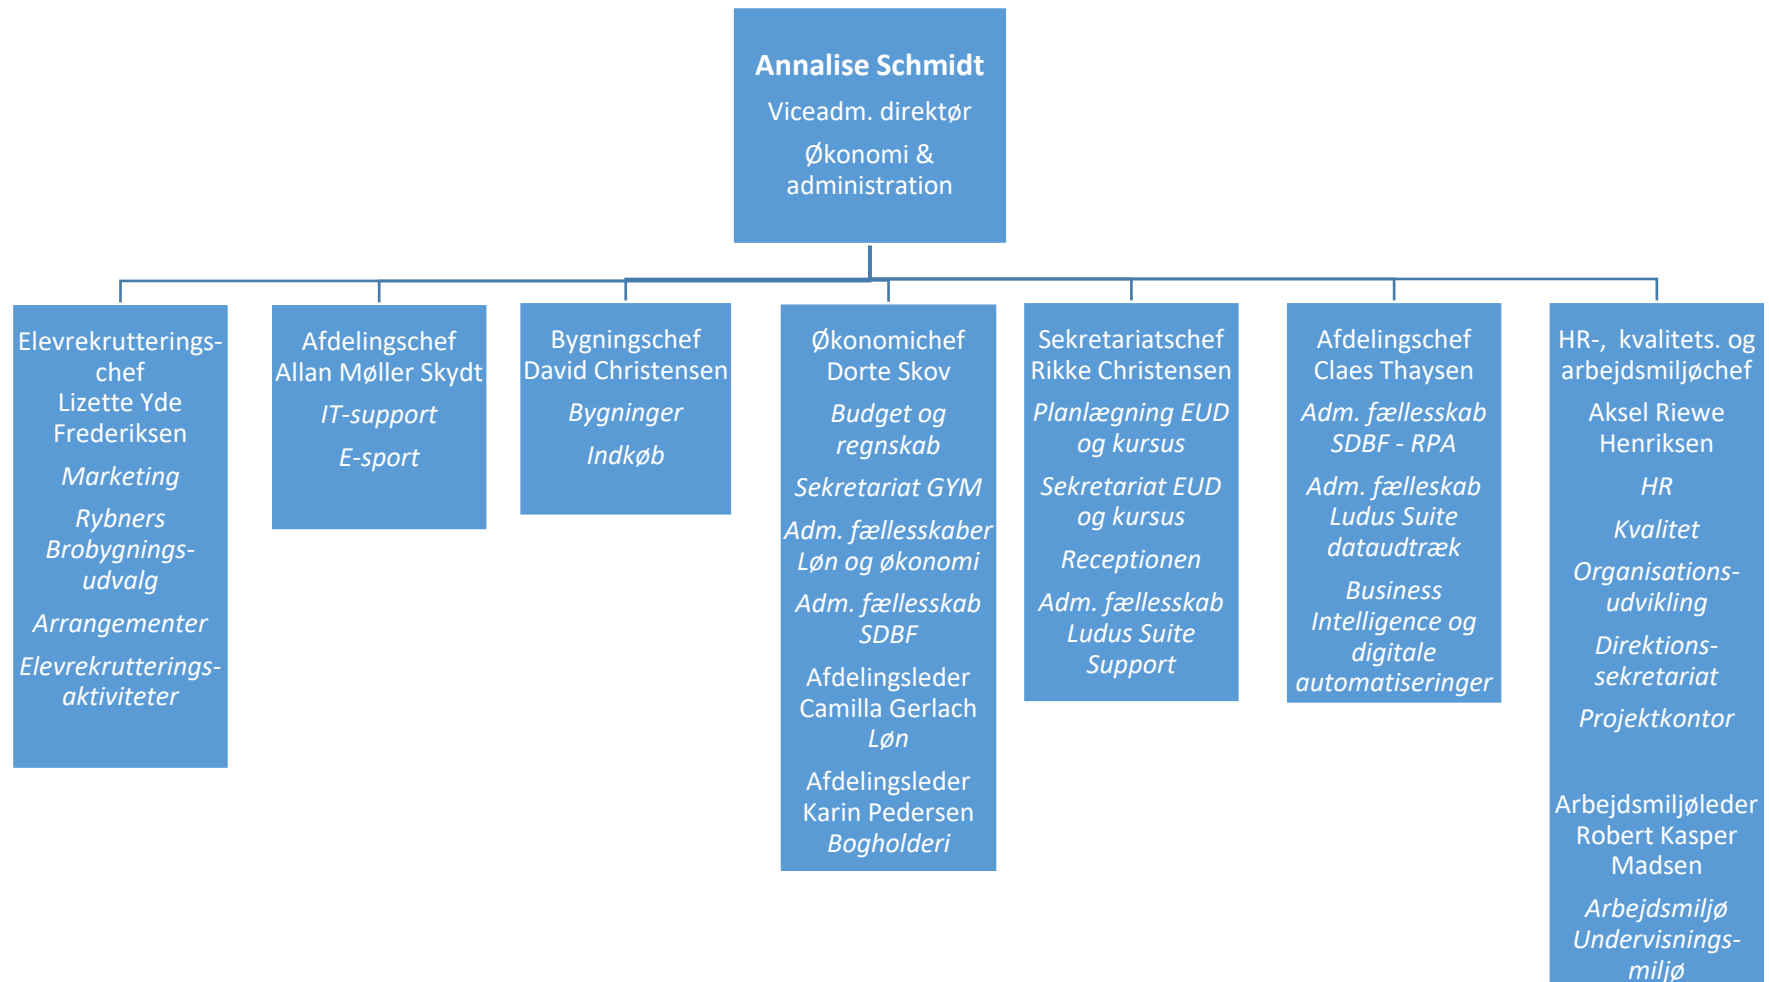 Annalise Schmidt
Viceadm. direktør
Økonomi &
administration
Elevrekrutterings-
chef
Lizette Yde
Frederiksen
Marketing
Rybners
Brobygnings-
udvalg
Arrangementer
Elevrekrutterings-
aktiviteter
Afdelingschef
Allan Møller Skydt
IT-support
E-sport
Bygningschef
David Christensen
Bygninger
Indkøb
Økonomichef
Dorte Skov
Budget og
regnskab
Sekretariat GYM
Adm. fællesskaber
Løn og økonomi
Adm. fællesskab
SDBF
Afdelingsleder
Camilla Gerlach
Løn
Afdelingsleder
Karin Pedersen
Bogholderi
Sekretariatschef
Rikke Christensen
Planlægning EUD
og kursus
Sekretariat EUD
og kursus
Receptionen
Adm. fællesskab
Ludus Suite
Support
Afdelingschef
Claes Thaysen
Adm. fællesskab
SDBF - RPA
Adm. fælleskab
Ludus Suite
dataudtræk
Business
Intelligence og
digitale
automatiseringer
HR-, kvalitets. og
arbejdsmiljøchef
Aksel Riewe
Henriksen
HR
Kvalitet
Organisations-
udvikling
Direktions-
sekretariat
Projektkontor
Arbejdsmiljøleder
Robert Kasper
Madsen
Arbejdsmiljø
Undervisnings-
miljø